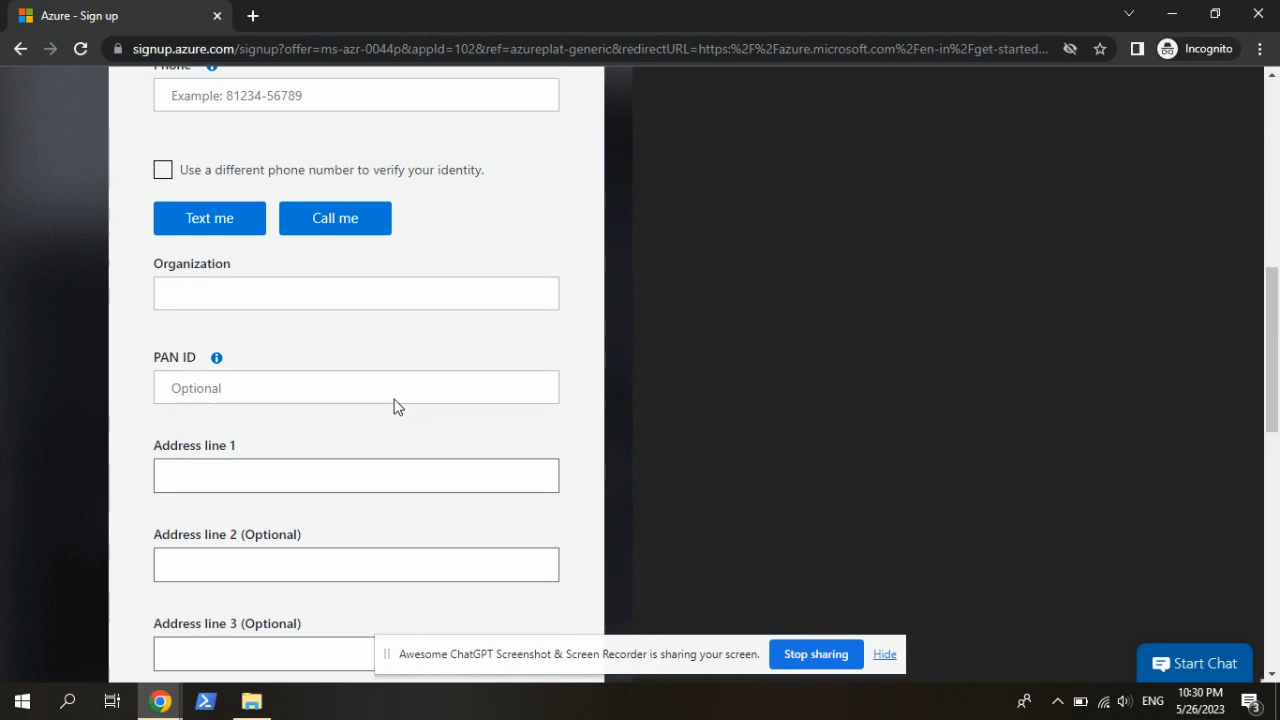 Azure - Sign up
signup.azure.com/signup?offer=ms-azr-0044p&appId=102&ref=azureplat-generic&redirectURL=https:%2F%2Fazure.microsoft.com%2Fen-in%2Fget-started...
Incognito
Phone
Example: 81234-56789
Use a different phone number to verify your identity.
Text me
Call me
Organization
PAN ID
Optional
Address line 1
Address line 2 (Optional)
Address line 3 (Optional)
Awesome ChatGPT Screenshot & Screen Recorder is sharing your screen.
Stop sharing
Hide
Start Chat
ENG
10:30 PM
5/26/2023
3